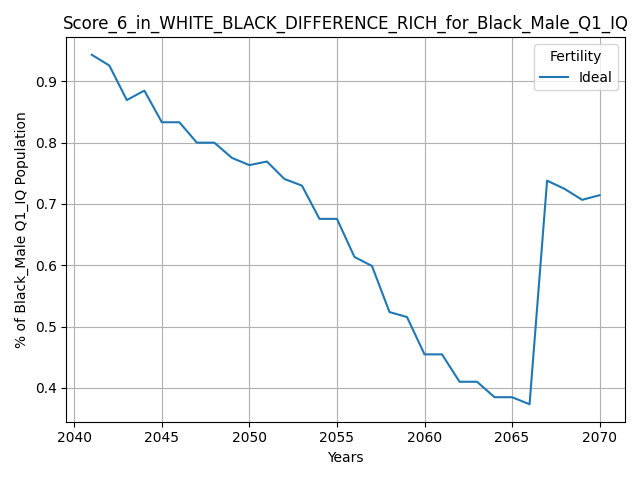 Score_6_in_WHITE_BLACK_DIFFERENCE_RICH_for_Black_Male_Q1_IQ
Fertility
Ideal
% of Black_Male Q1_IQ Population
0.9
0.8
0.7
0.6
0.5
0.4
2040
2045
2050
2055
2060
2065
2070
Years